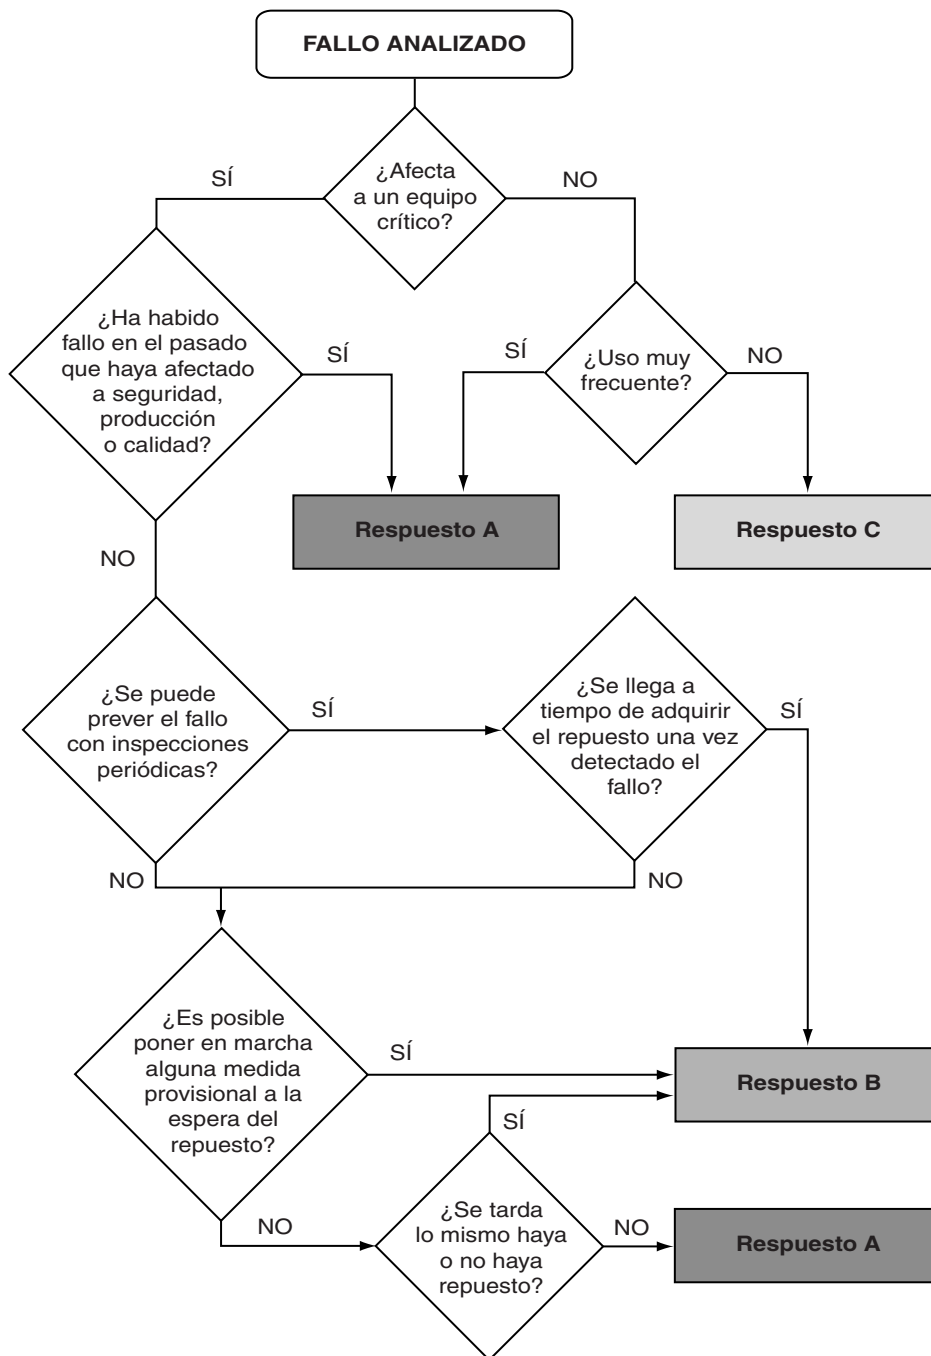 FALLO ANALIZADO
¿Afecta
a un equipo
crítico?
SÍ
NO
¿Ha habido
fallo en el pasado
que haya afectado
a seguridad,
producción
o calidad?
SÍ
SÍ
¿Uso muy
frecuente?
NO
Respuesto A
Respuesto C
NO
¿Se puede
prever el fallo
con inspecciones
periódicas?
SÍ
¿Se llega a
tiempo de adquirir
el repuesto una vez
detectado el
fallo?
SÍ
NO
NO
¿Es posible
poner en marcha
alguna medida
provisional a la
espera del
repuesto?
SÍ
Respuesto B
SÍ
NO
¿Se tarda
lo mismo haya
o no haya
repuesto?
NO
Respuesto A